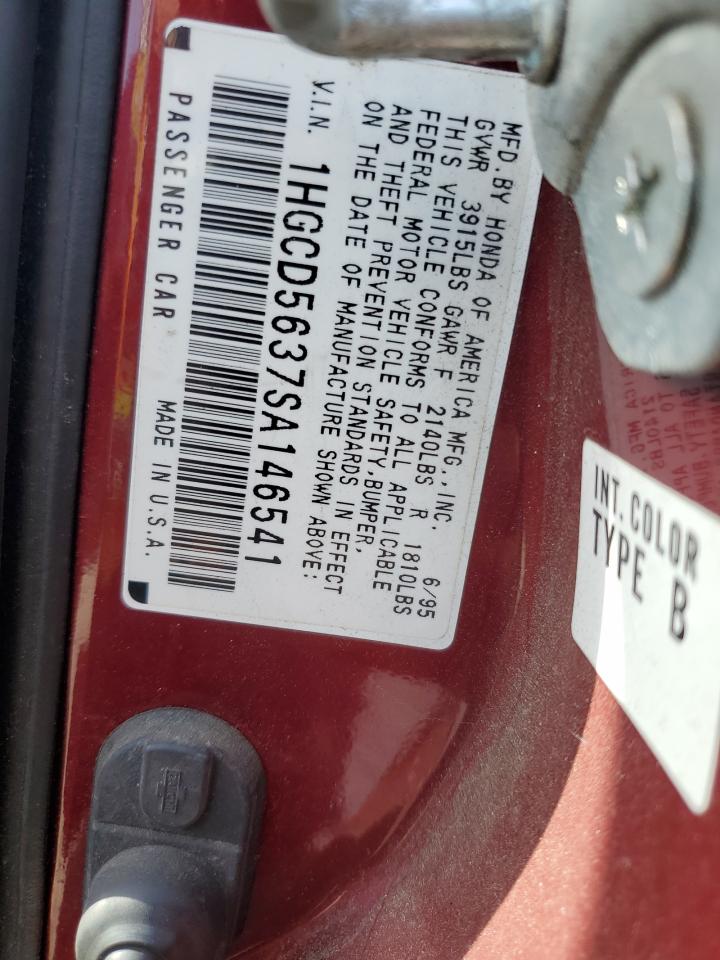 MFD. BY HONDA OF AMERICA MFG., INC. 6/95
GVWR 3915LBS GAWR F 2140LBS R 1810LBS
THIS VEHICLE CONFORMS TO ALL APPLICABLE
FEDERAL MOTOR VEHICLE SAFETY, BUMPER,
AND THEFT PREVENTION STANDARDS IN EFFECT
ON THE DATE OF MANUFACTURE SHOWN ABOVE:
V.I.N. 1HGCD5637SA146541
PASSENGER CAR MADE IN U.S.A.
INT. COLOR
TYPE B